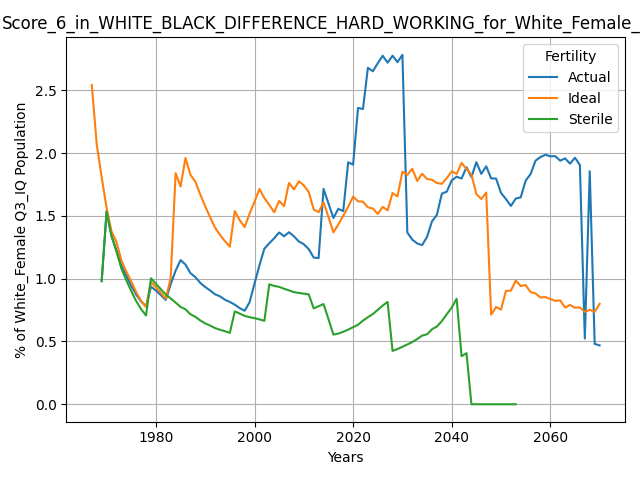 Score_6_in_WHITE_BLACK_DIFFERENCE_HARD_WORKING_for_White_Female_
Fertility
Actual
Ideal
Sterile
% of White_Female Q3_IQ Population
2.5
2.0
1.5
1.0
0.5
0.0
1980 2000 2020 2040 2060
Years